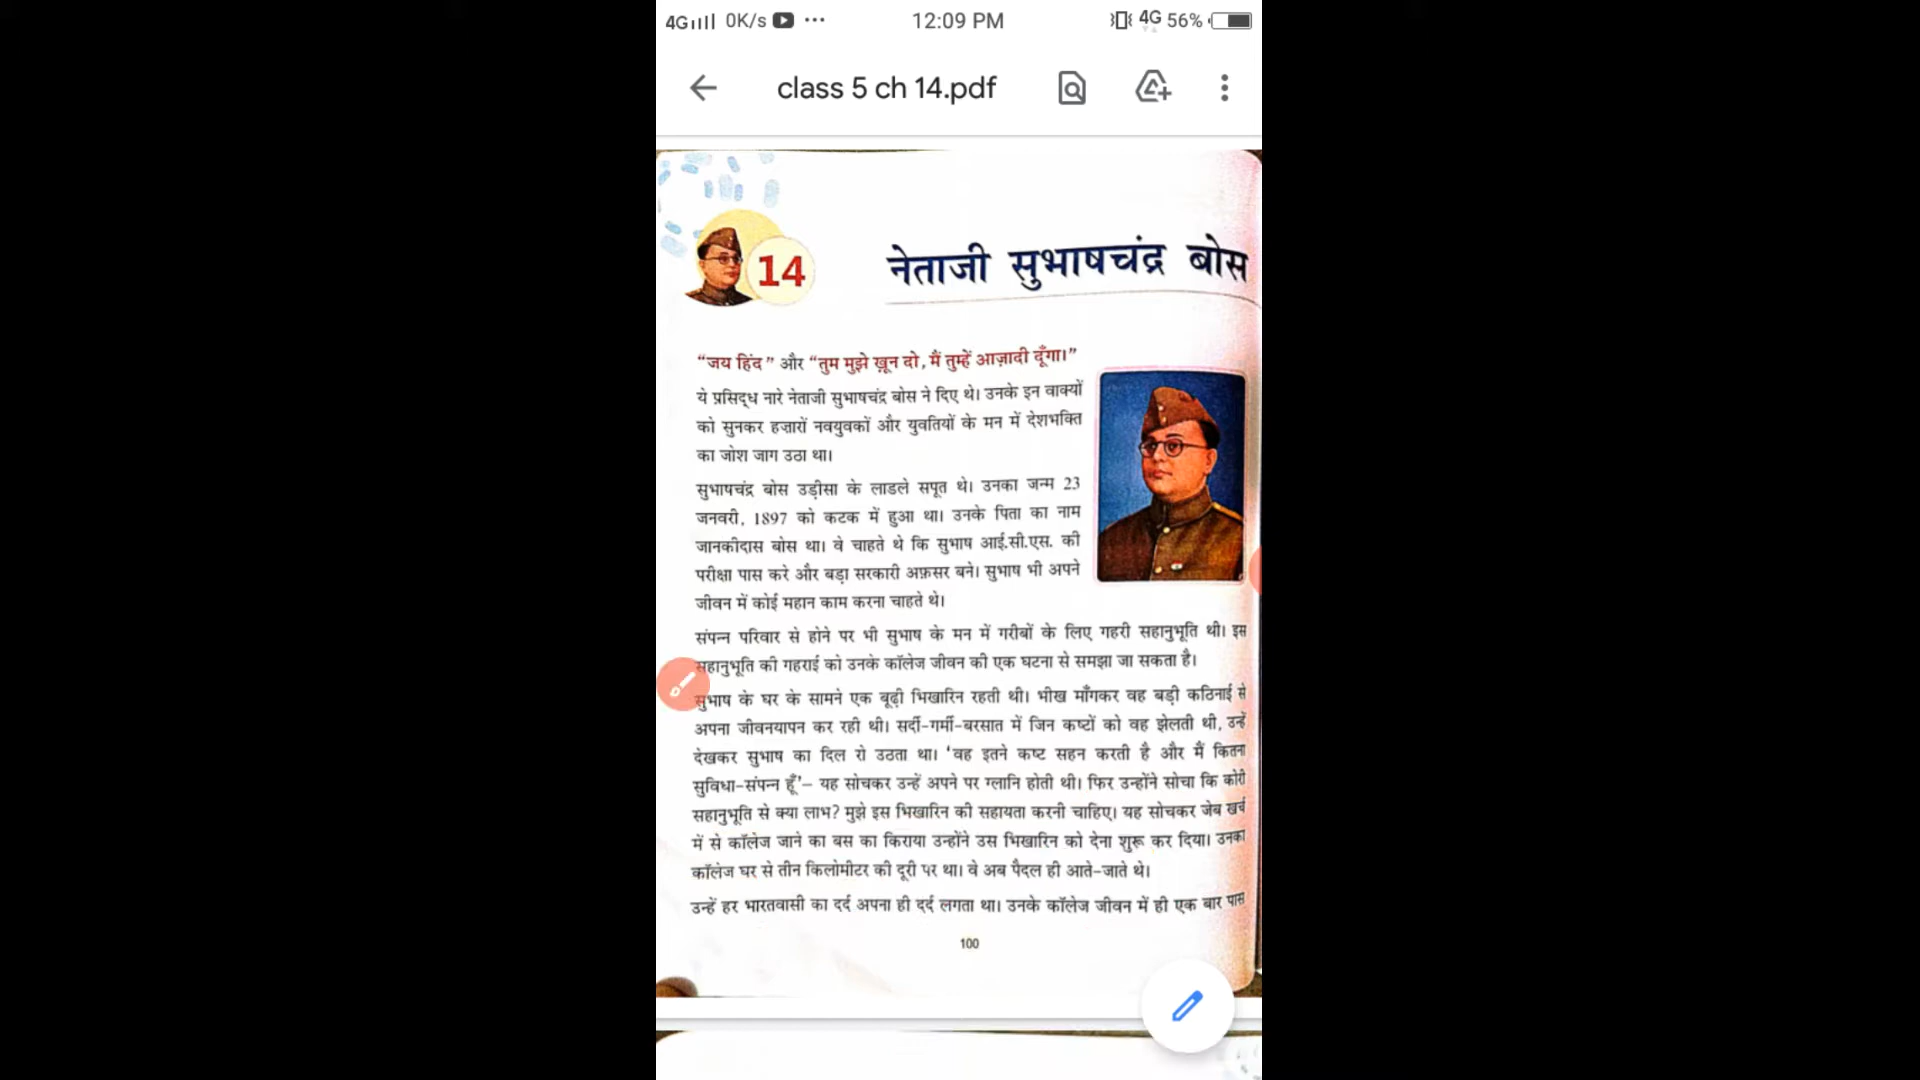 4G 0K/s ... 12:09 PM 4G 56%
class 5 ch 14.pdf
14 नेताजी सुभाषचंद्र बोस
“जय हिंद” और “तुम मुझे ख़ून दो, मैं तुम्हें आज़ादी दूँगा।”
ये प्रसिद्ध नारे नेताजी सुभाषचंद्र बोस ने दिए थे। उनके इन वाक्यों
को सुनकर हज़ारों नवयुवकों और युवतियों के मन में देशभक्ति
का जोश जाग उठा था।
सुभाषचंद्र बोस उड़ीसा के लाडले सपूत थे। उनका जन्म 23
जनवरी, 1897 को कटक में हुआ था। उनके पिता का नाम
जानकीदास बोस था। वे चाहते थे कि सुभाष आई.सी.एस. की
परीक्षा पास करे और बड़ा सरकारी अफ़सर बने। सुभाष भी अपने
जीवन में कोई महान काम करना चाहते थे।
संपन्न परिवार से होने पर भी सुभाष के मन में गरीबों के लिए गहरी सहानुभूति थी। इस
सहानुभूति की गहराई को उनके कॉलेज जीवन की एक घटना से समझा जा सकता है।
सुभाष के घर के सामने एक बूढ़ी भिखारिन रहती थी। भीख माँगकर वह बड़ी कठिनाई से
अपना जीवनयापन कर रही थी। सर्दी-गर्मी-बरसात में जिन कष्टों को वह झेलती थी, उन्हें
देखकर सुभाष का दिल रो उठता था। ‘वह इतने कष्ट सहन करती है और मैं कितना
सुविधा-संपन्न हूँ’– यह सोचकर उन्हें अपने पर ग्लानि होती थी। फिर उन्होंने सोचा कि कोरी
सहानुभूति से क्या लाभ? मुझे इस भिखारिन की सहायता करनी चाहिए। यह सोचकर जेब खर्च
में से कॉलेज जाने का बस का किराया उन्होंने उस भिखारिन को देना शुरू कर दिया। उनका
कॉलेज घर से तीन किलोमीटर की दूरी पर था। वे अब पैदल ही आते-जाते थे।
उन्हें हर भारतवासी का दर्द अपना ही दर्द लगता था। उनके कॉलेज जीवन में ही एक बार पास
100